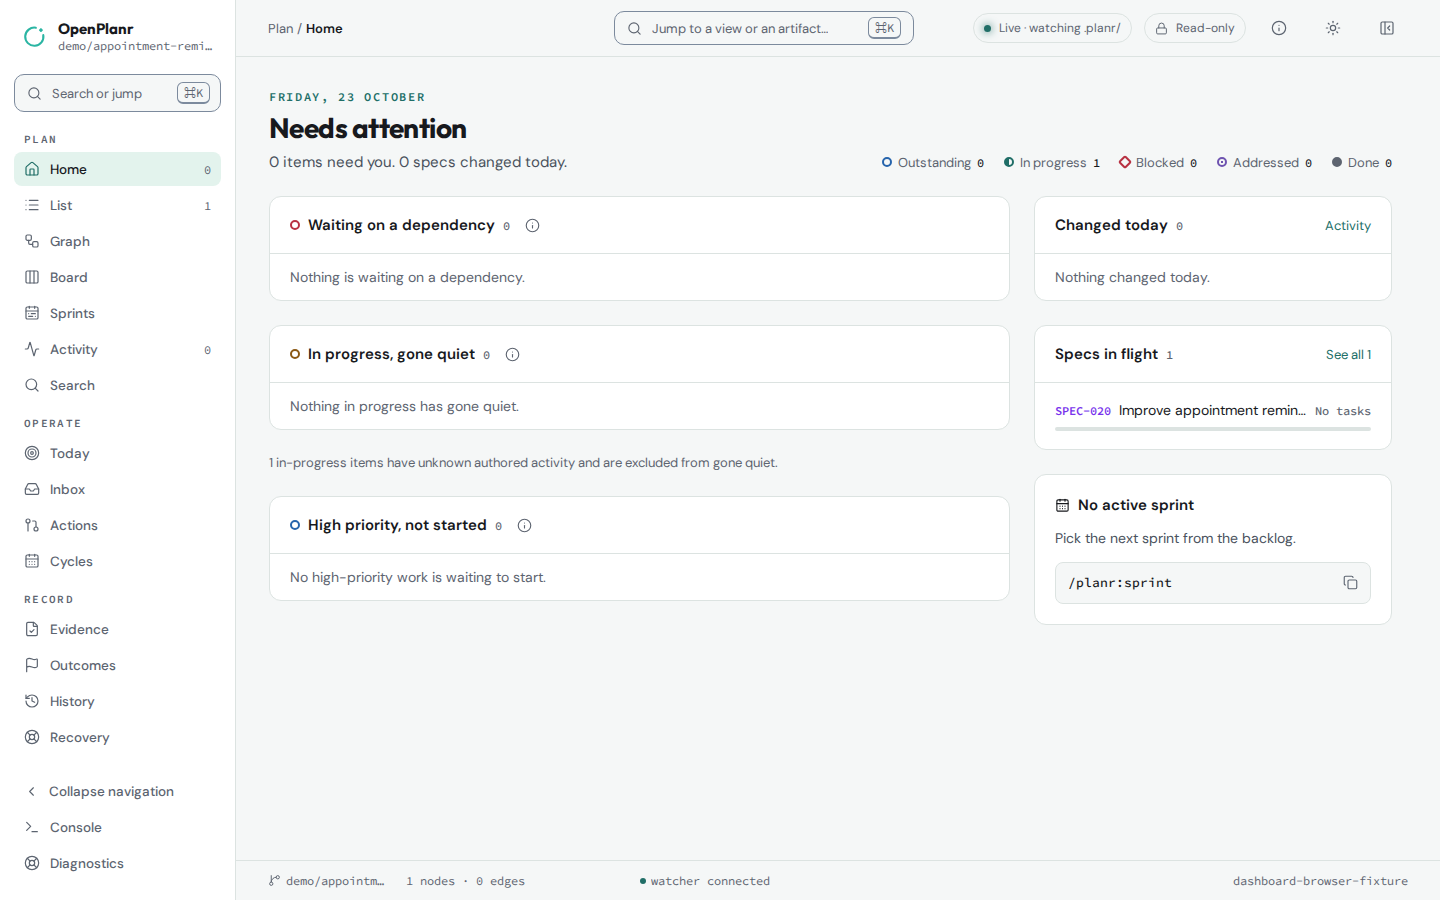 OpenPlanr
demo/appointment-remi…
Search or jump ⌘K
PLAN
Home 0
List 1
Graph
Board
Sprints
Activity 0
Search
OPERATE
Today
Inbox
Actions
Cycles
RECORD
Evidence
Outcomes
History
Recovery
Collapse navigation
Console
Diagnostics
Plan / Home
Jump to a view or an artifact… ⌘K
Live · watching .planr/
Read-only
FRIDAY, 23 OCTOBER
Needs attention
0 items need you. 0 specs changed today.
Outstanding 0 In progress 1 Blocked 0 Addressed 0 Done 0
Waiting on a dependency 0
Nothing is waiting on a dependency.
In progress, gone quiet 0
Nothing in progress has gone quiet.
1 in-progress items have unknown authored activity and are excluded from gone quiet.
High priority, not started 0
No high-priority work is waiting to start.
Changed today 0 Activity
Nothing changed today.
Specs in flight 1 See all 1
SPEC-020 Improve appointment remin… No tasks
No active sprint
Pick the next sprint from the backlog.
/planr:sprint
demo/appointm… 1 nodes · 0 edges watcher connected dashboard-browser-fixture